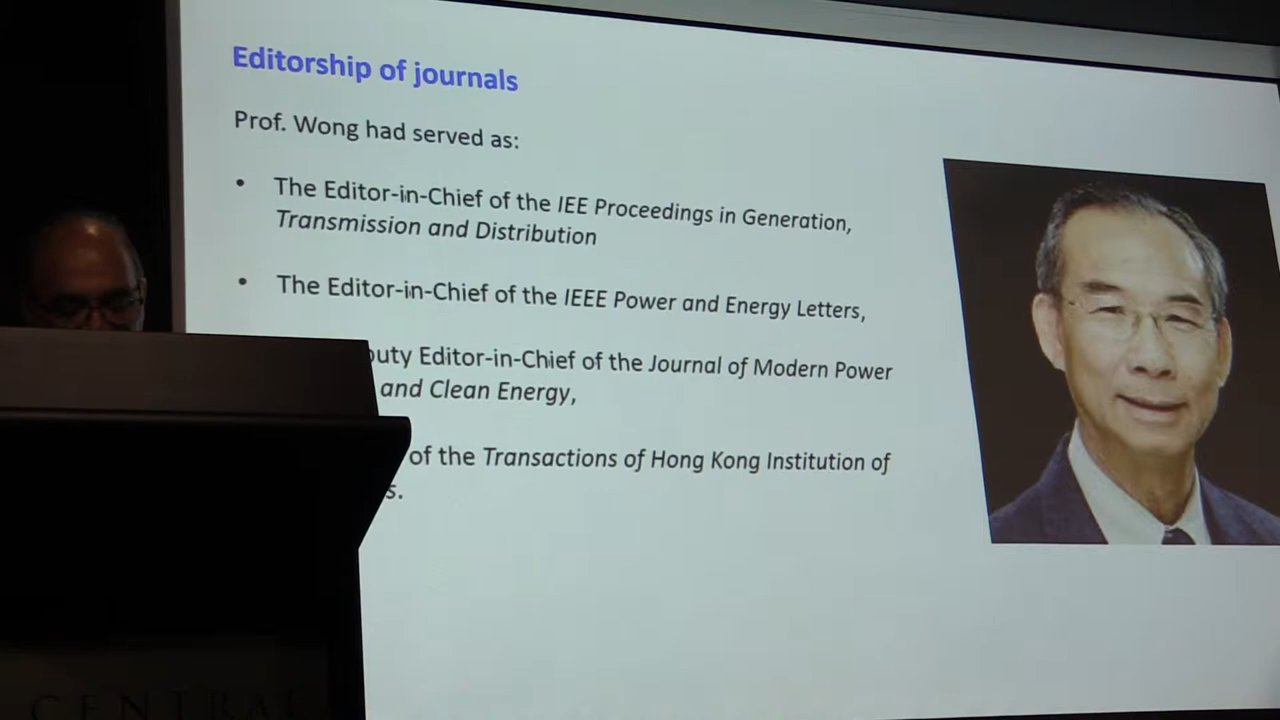 Editorship of journals
Prof. Wong had served as:
• The Editor-in-Chief of the IEE Proceedings in Generation,
Transmission and Distribution
• The Editor-in-Chief of the IEEE Power and Energy Letters,
Editor-in-Chief of the Journal of Modern Power
and Clean Energy,
of the Transactions of Hong Kong Institution of
CENTRAL